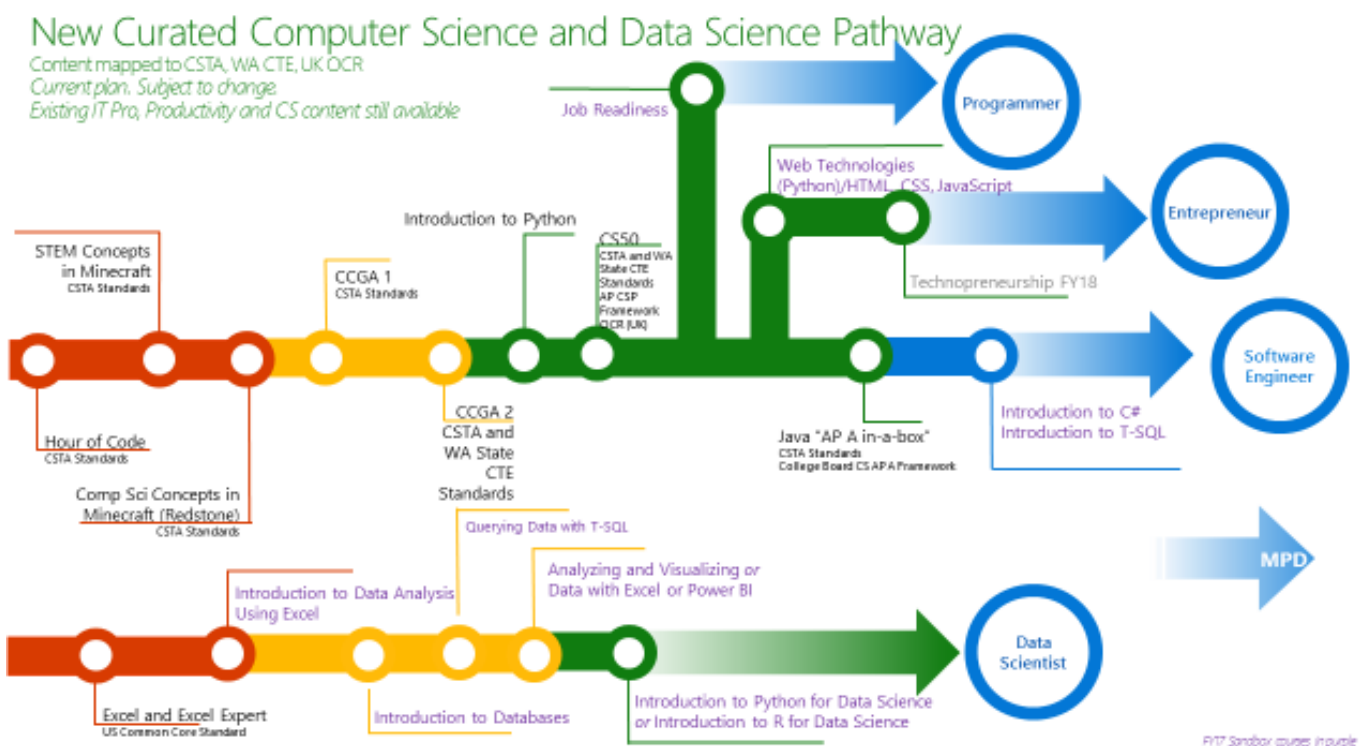 New Curated Computer Science and Data Science Pathway
Content mapped to CSTA, WA CTE, UK OCR
Current plan. Subject to change.
Existing IT Pro, Productivity and CS content still available
Job Readiness
Programmer
Web Technologies
(Python)/HTML, CSS, JavaScript
Entrepreneur
Technopreneurship FY18
STEM Concepts
in Minecraft
CSTA Standards
CCGA 1
CSTA Standards
Introduction to Python
CS50
CSTA and WA
State CTE
Standards
AP CSP
Framework
OCR (UK)
Software
Engineer
Hour of Code
CSTA Standards
Comp Sci Concepts in
Minecraft (Redstone)
CSTA Standards
CCGA 2
CSTA and
WA State
CTE
Standards
Java "AP A in-a-box"
CSTA Standards
College Board CS AP A Framework
Introduction to C#
Introduction to T-SQL
MPD
Introduction to Data Analysis
Using Excel
Querying Data with T-SQL
Analyzing and Visualizing or
Data with Excel or Power BI
Data
Scientist
Excel and Excel Expert
US Common Core Standard
Introduction to Databases
Introduction to Python for Data Science
or Introduction to R for Data Science
FY17 Sandbox courses in purple